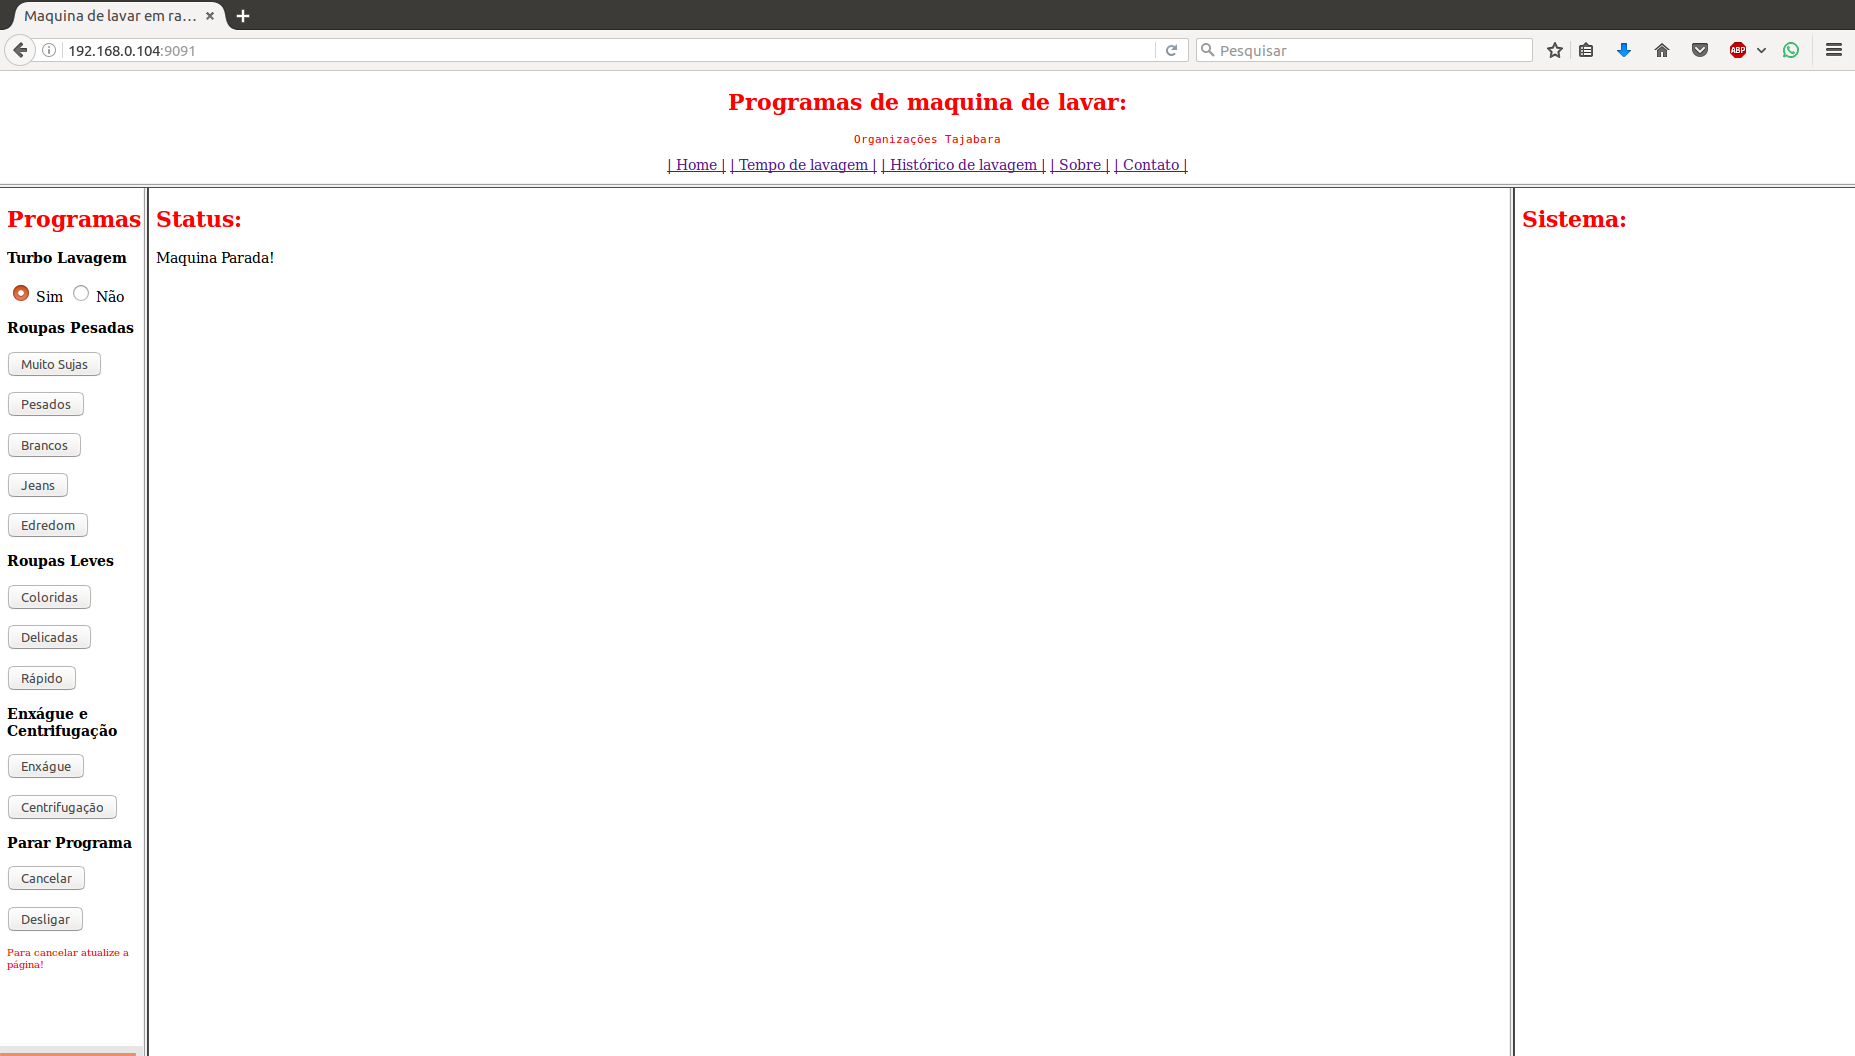 Maquina de lavar em ra...
192.168.0.104:9091
Pesquisar
ABP
Programas de maquina de lavar:
Organizações Tajabara
| Home | | Tempo de lavagem | | Histórico de lavagem | | Sobre | | Contato |
Programas
Turbo Lavagem
Sim Não
Roupas Pesadas
Muito Sujas
Pesados
Brancos
Jeans
Edredom
Roupas Leves
Coloridas
Delicadas
Rápido
Enxágue e
Centrifugação
Enxágue
Centrifugação
Parar Programa
Cancelar
Desligar
Para cancelar atualize a
página!
Status:
Maquina Parada!
Sistema: